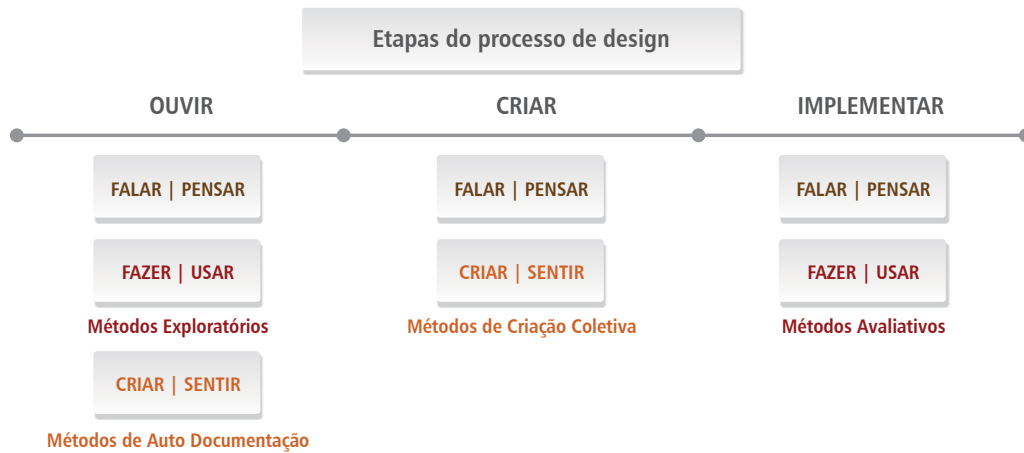 Etapas do processo de design
OUVIR
CRIAR
IMPLEMENTAR
FALAR | PENSAR
FALAR | PENSAR
FALAR | PENSAR
FAZER | USAR
CRIAR | SENTIR
FAZER | USAR
Métodos Exploratórios
Métodos de Criação Coletiva
Métodos Avaliativos
CRIAR | SENTIR
Métodos de Auto Documentação